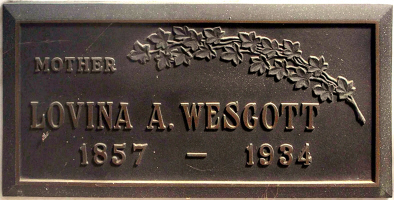 MOTHER
LOVINA A. WESCOTT
1857 — 1934